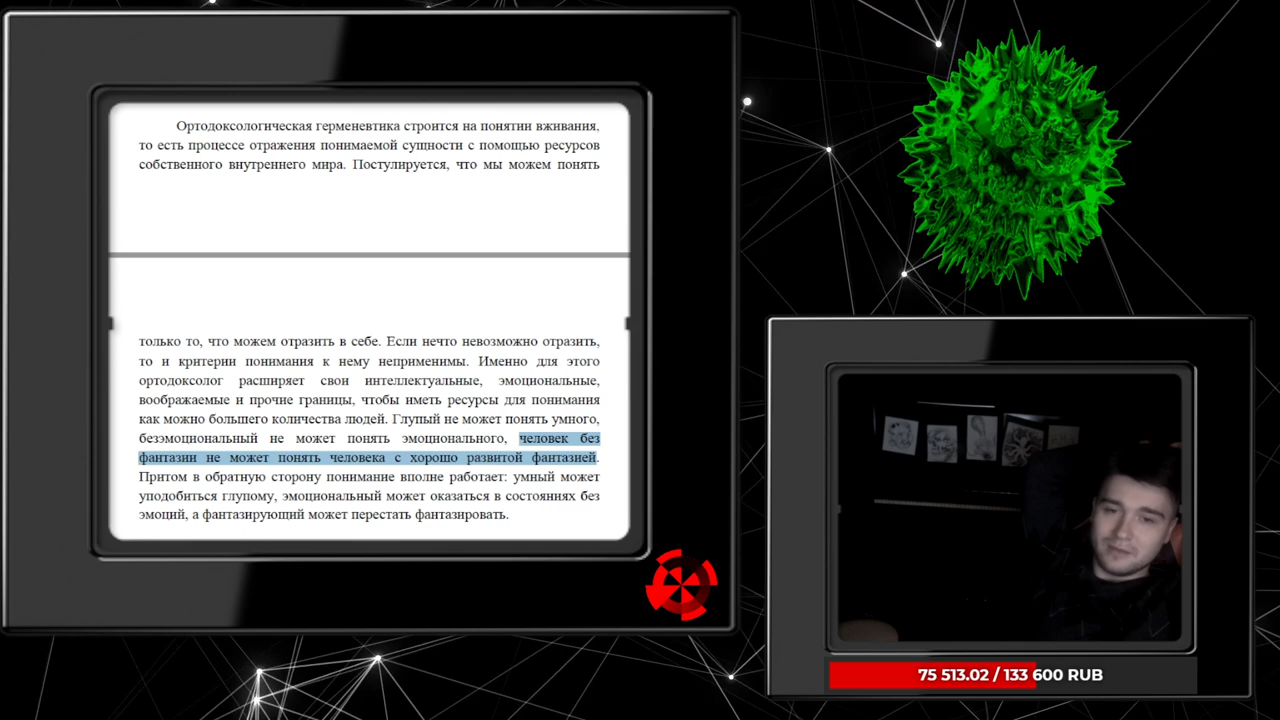 Ортодоксологическая герменевтика строится на понятии вживания,
то есть процессе отражения понимаемой сущности с помощью ресурсов
собственного внутреннего мира. Постулируется, что мы можем понять
только то, что можем отразить в себе. Если нечто невозможно отразить,
то и критерии понимания к нему неприменимы. Именно для этого
ортодоксолог расширяет свои интеллектуальные, эмоциональные,
воображаемые и прочие границы, чтобы иметь ресурсы для понимания
как можно большего количества людей. Глупый не может понять умного,
безэмоциональный не может понять эмоционального, человек без
фантазии не может понять человека с хорошо развитой фантазией.
Притом в обратную сторону понимание вполне работает: умный может
уподобиться глупому, эмоциональный может оказаться в состояниях без
эмоций, а фантазирующий может перестать фантазировать.
75 513.02 / 133 600 RUB